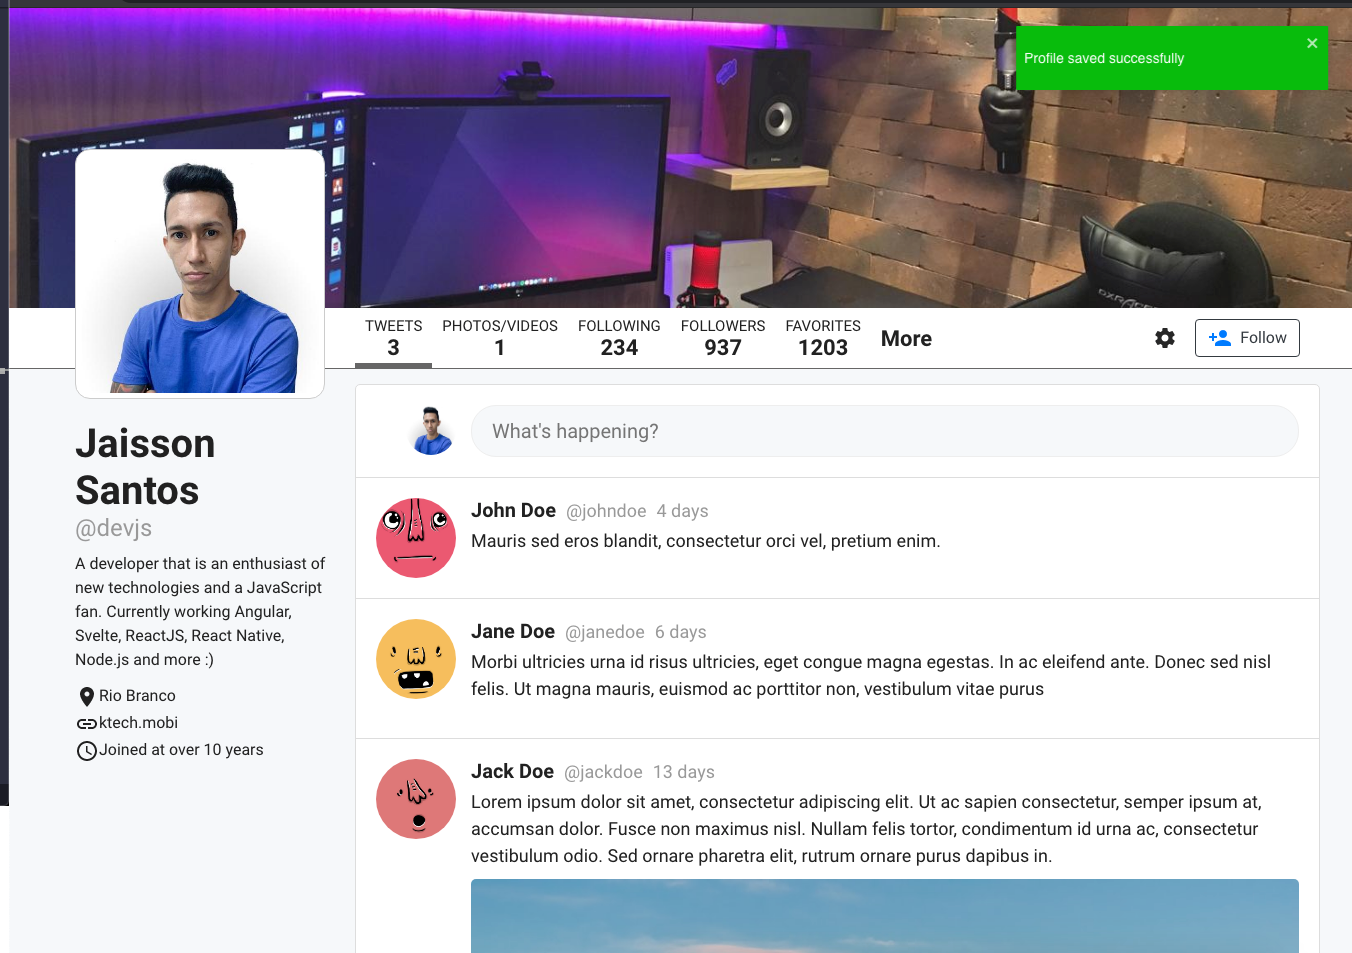 Profile saved successfully
TWEETS
3
PHOTOS/VIDEOS
1
FOLLOWING
234
FOLLOWERS
937
FAVORITES
1203
More
Follow
Jaisson
Santos
@devjs
A developer that is an enthusiast of
new technologies and a JavaScript
fan. Currently working Angular,
Svelte, ReactJS, React Native,
Node.js and more :)
Rio Branco
ktech.mobi
Joined at over 10 years
What's happening?
John Doe @johndoe 4 days
Mauris sed eros blandit, consectetur orci vel, pretium enim.
Jane Doe @janedoe 6 days
Morbi ultricies urna id risus ultricies, eget congue magna egestas. In ac eleifend ante. Donec sed nisl
felis. Ut magna mauris, euismod ac porttitor non, vestibulum vitae purus
Jack Doe @jackdoe 13 days
Lorem ipsum dolor sit amet, consectetur adipiscing elit. Ut ac sapien consectetur, semper ipsum at,
accumsan dolor. Fusce non maximus nisl. Nullam felis tortor, condimentum id urna ac, consectetur
vestibulum odio. Sed ornare pharetra elit, rutrum ornare purus dapibus in.